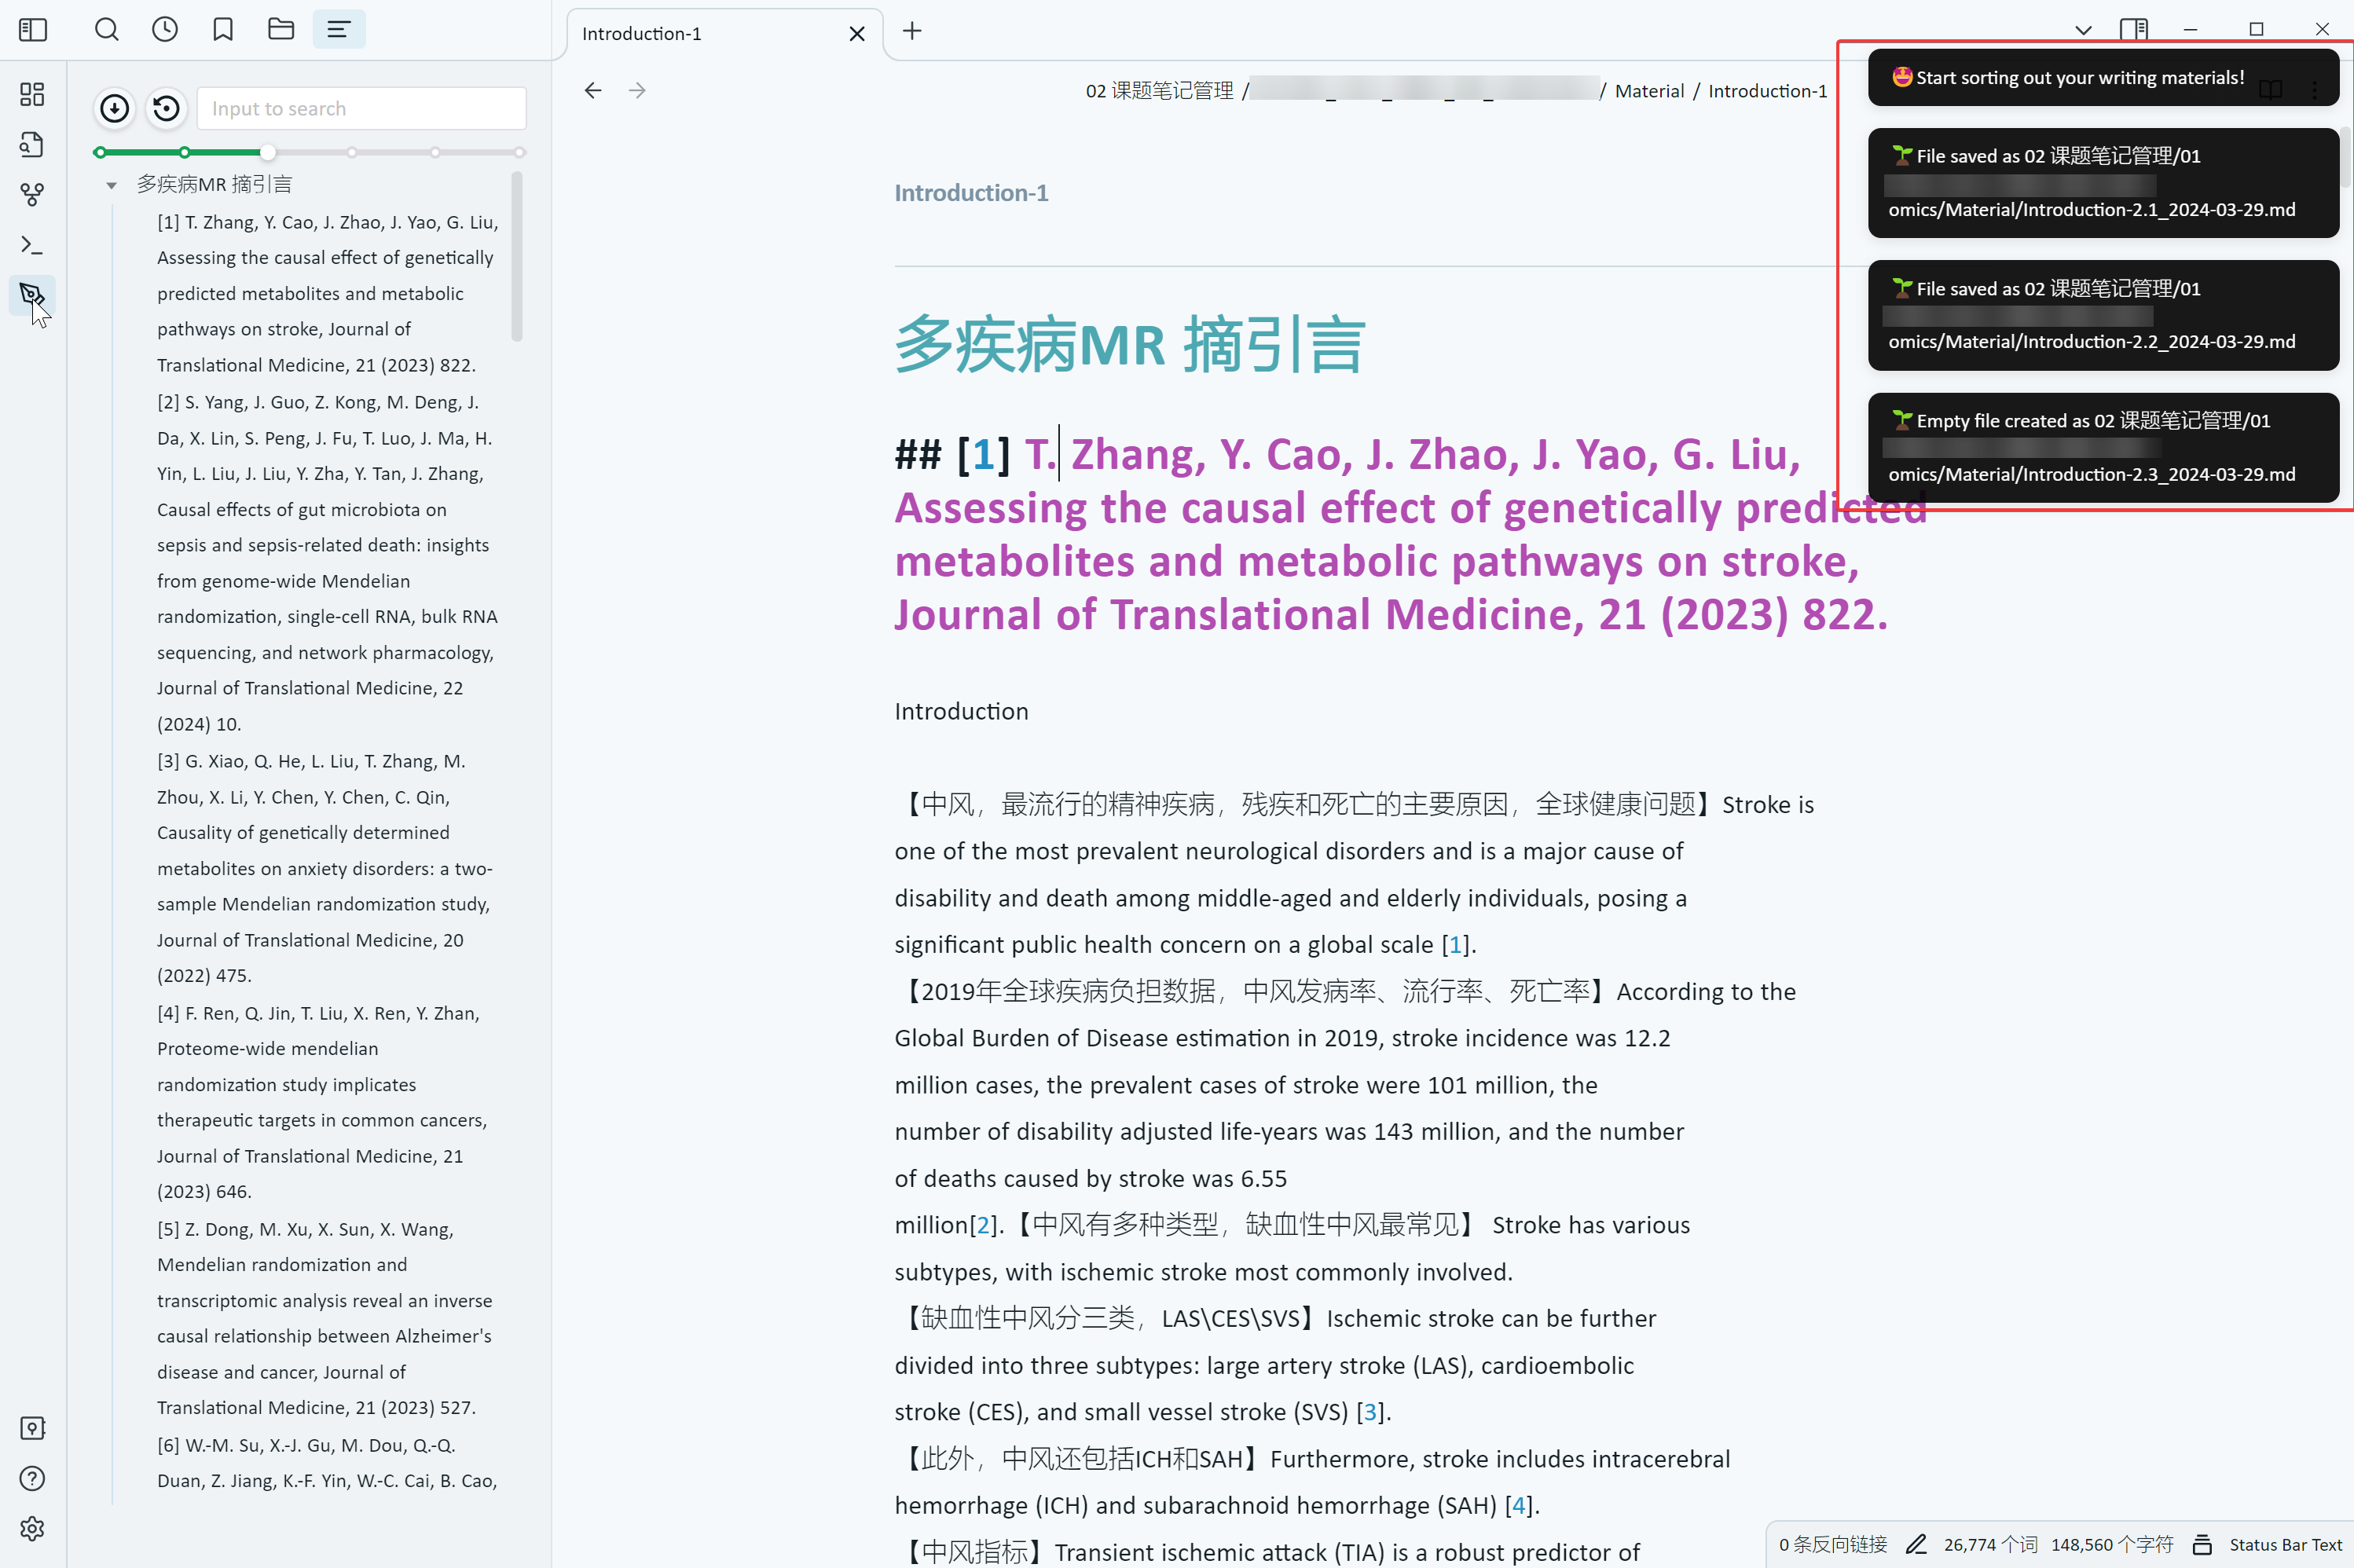 Introduction-1
Input to search
多疾病MR 摘引言
[1] T. Zhang, Y. Cao, J. Zhao, J. Yao, G. Liu,
Assessing the causal effect of genetically
predicted metabolites and metabolic
pathways on stroke, Journal of
Translational Medicine, 21 (2023) 822.
[2] S. Yang, J. Guo, Z. Kong, M. Deng, J.
Da, X. Lin, S. Peng, J. Fu, T. Luo, J. Ma, H.
Yin, L. Liu, J. Liu, Y. Zha, Y. Tan, J. Zhang,
Causal effects of gut microbiota on
sepsis and sepsis-related death: insights
from genome-wide Mendelian
randomization, single-cell RNA, bulk RNA
sequencing, and network pharmacology,
Journal of Translational Medicine, 22
(2024) 10.
[3] G. Xiao, Q. He, L. Liu, T. Zhang, M.
Zhou, X. Li, Y. Chen, Y. Chen, C. Qin,
Causality of genetically determined
metabolites on anxiety disorders: a two-
sample Mendelian randomization study,
Journal of Translational Medicine, 20
(2022) 475.
[4] F. Ren, Q. Jin, T. Liu, X. Ren, Y. Zhan,
Proteome-wide mendelian
randomization study implicates
therapeutic targets in common cancers,
Journal of Translational Medicine, 21
(2023) 646.
[5] Z. Dong, M. Xu, X. Sun, X. Wang,
Mendelian randomization and
transcriptomic analysis reveal an inverse
causal relationship between Alzheimer's
disease and cancer, Journal of
Translational Medicine, 21 (2023) 527.
[6] W.-M. Su, X.-J. Gu, M. Dou, Q.-Q.
Duan, Z. Jiang, K.-F. Yin, W.-C. Cai, B. Cao,
02 课题笔记管理 / / Material / Introduction-1
Introduction-1
多疾病MR 摘引言
## [1] T. Zhang, Y. Cao, J. Zhao, J. Yao, G. Liu,
Assessing the causal effect of genetically predicted
metabolites and metabolic pathways on stroke,
Journal of Translational Medicine, 21 (2023) 822.
Introduction
【中风，最流行的精神疾病，残疾和死亡的主要原因，全球健康问题】Stroke is
one of the most prevalent neurological disorders and is a major cause of
disability and death among middle-aged and elderly individuals, posing a
significant public health concern on a global scale [1].
【2019年全球疾病负担数据，中风发病率、流行率、死亡率】According to the
Global Burden of Disease estimation in 2019, stroke incidence was 12.2
million cases, the prevalent cases of stroke were 101 million, the
number of disability adjusted life-years was 143 million, and the number
of deaths caused by stroke was 6.55
million[2].【中风有多种类型，缺血性中风最常见】 Stroke has various
subtypes, with ischemic stroke most commonly involved.
【缺血性中风分三类，LAS\CES\SVS】Ischemic stroke can be further
divided into three subtypes: large artery stroke (LAS), cardioembolic
stroke (CES), and small vessel stroke (SVS) [3].
【此外，中风还包括ICH和SAH】Furthermore, stroke includes intracerebral
hemorrhage (ICH) and subarachnoid hemorrhage (SAH) [4].
【中风指标】Transient ischemic attack (TIA) is a robust predictor of
🤩Start sorting out your writing materials!
🌱File saved as 02 课题笔记管理/01
omics/Material/Introduction-2.1_2024-03-29.md
🌱File saved as 02 课题笔记管理/01
omics/Material/Introduction-2.2_2024-03-29.md
🌱Empty file created as 02 课题笔记管理/01
omics/Material/Introduction-2.3_2024-03-29.md
0 条反向链接 26,774 个词 148,560 个字符 Status Bar Text